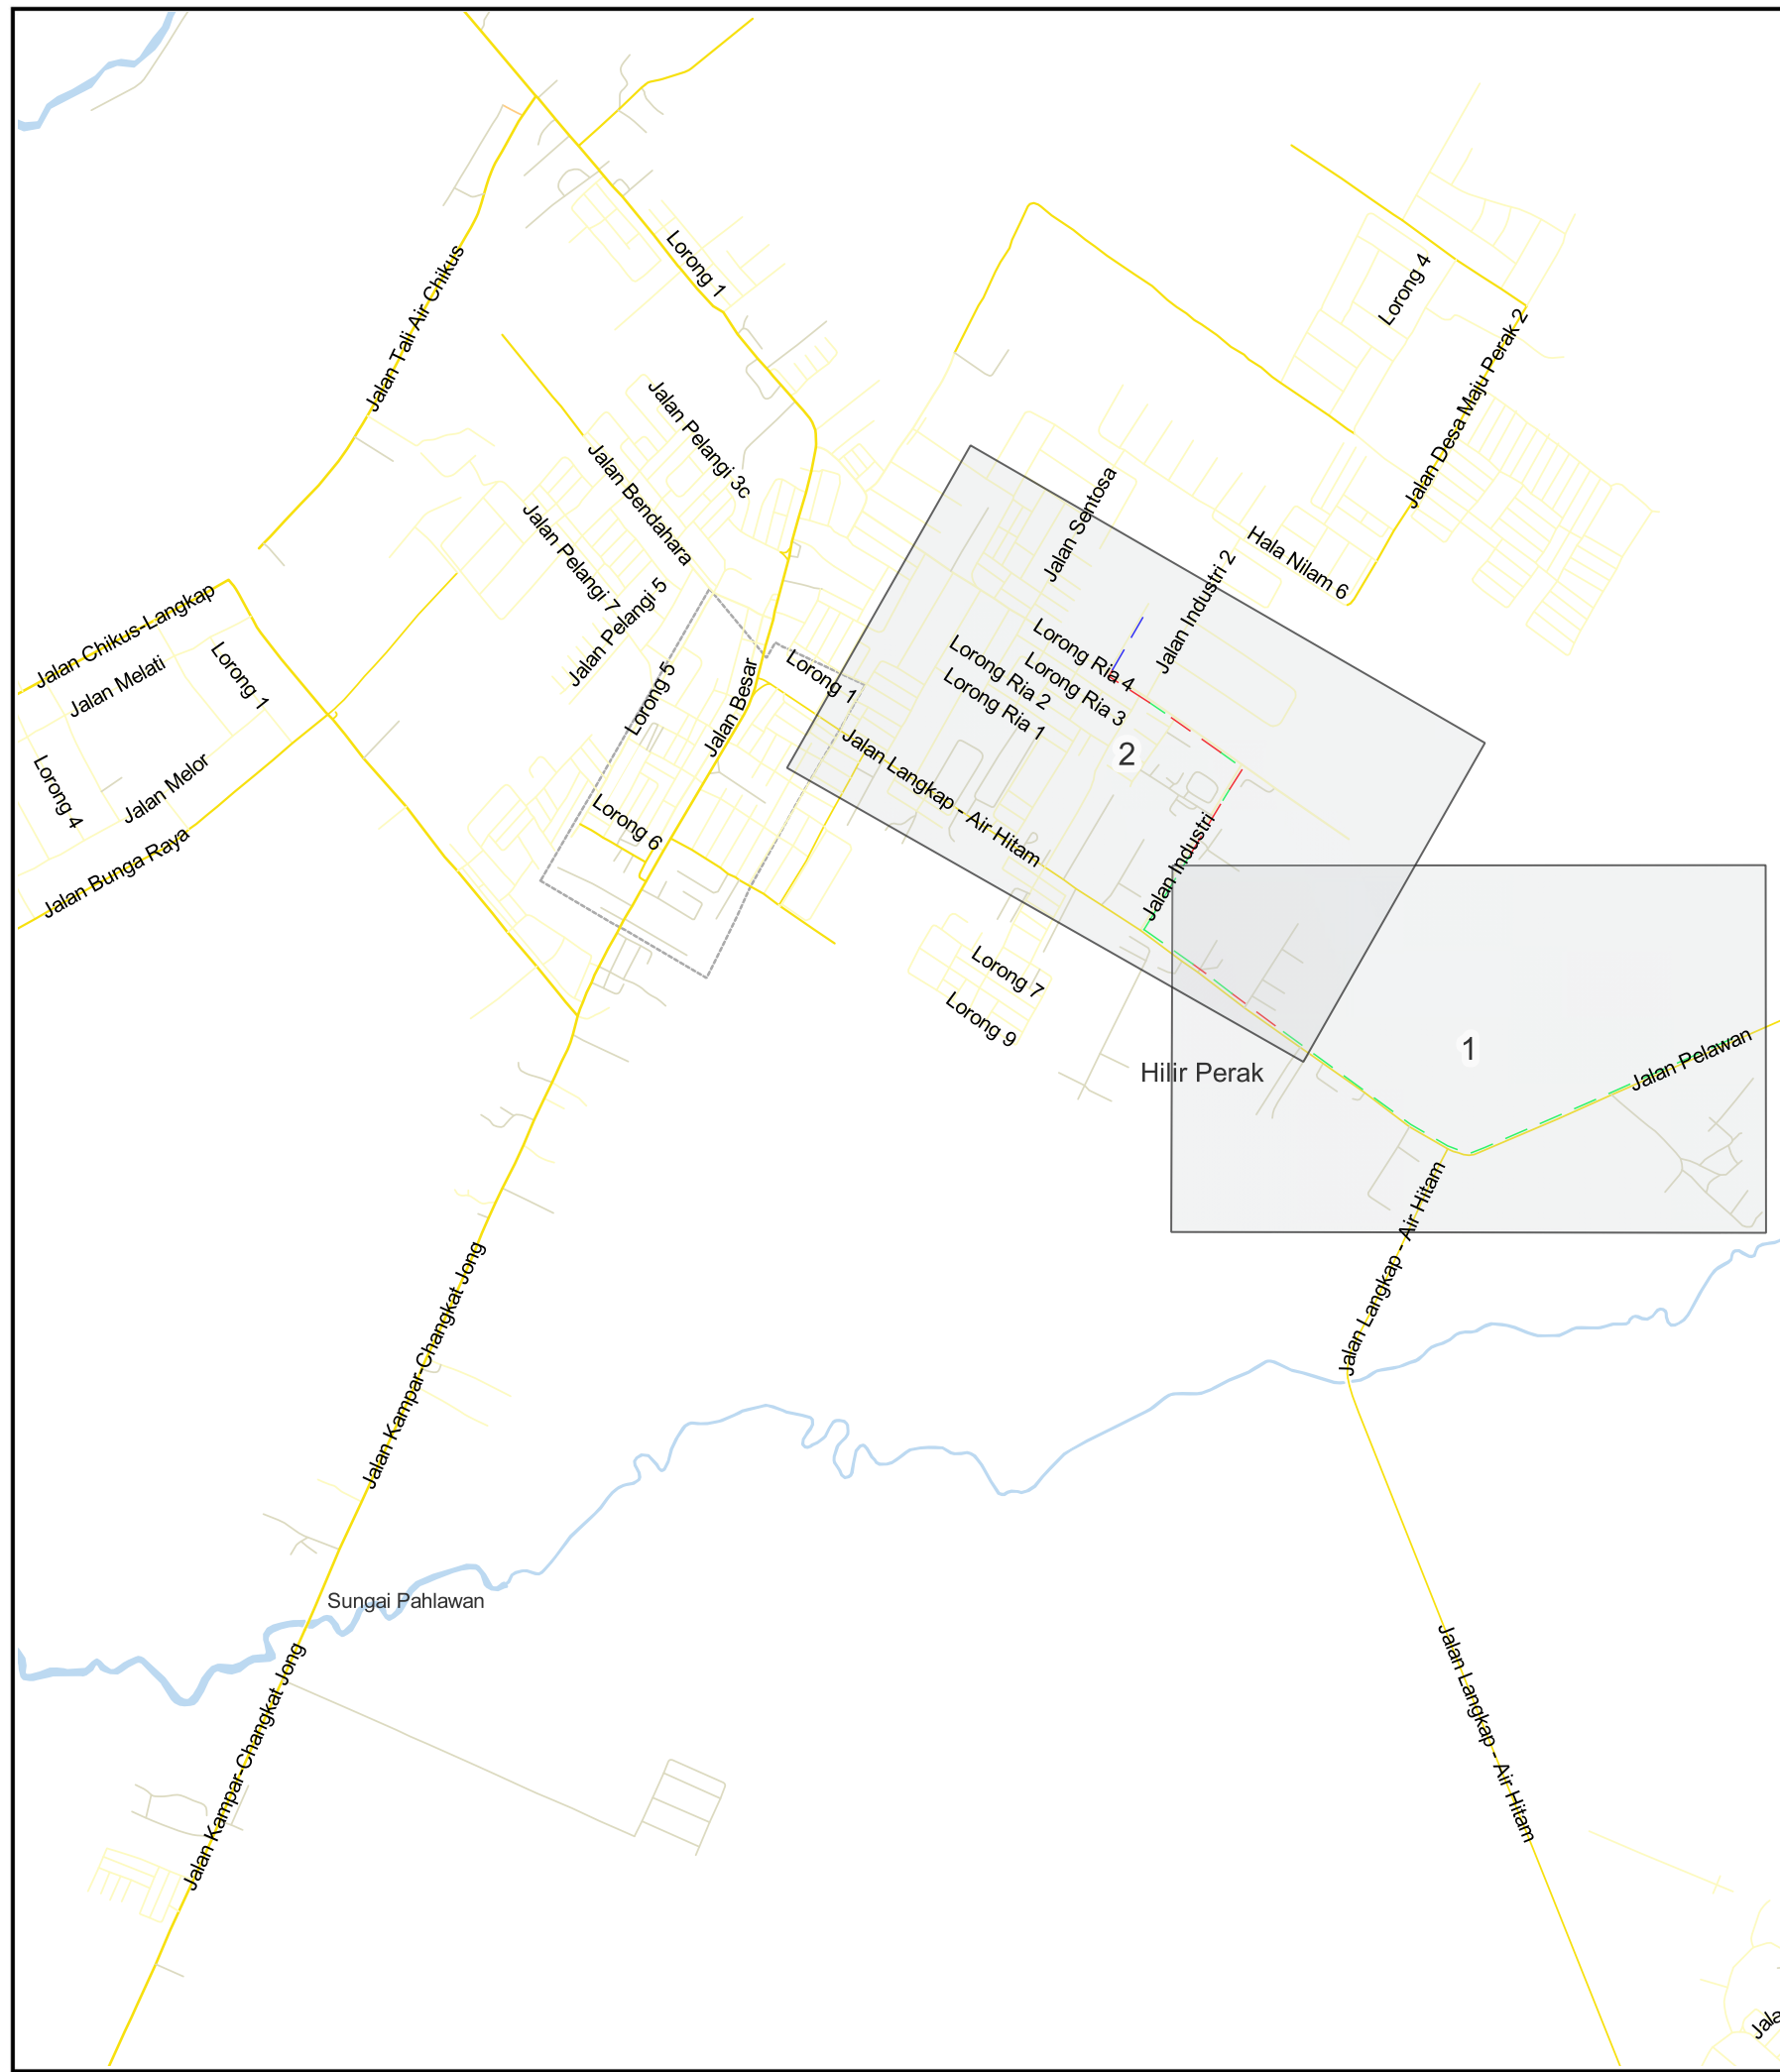 Lorong 1
Jalan Tali Air Chikus
Lorong 4
Jalan Desa Maju Perak 2
Jalan Pelangi 3c
Jalan Bendahara
Jalan Sentosa
Jalan Pelangi 7
Hala Nilam 6
Jalan Industri 2
Jalan Pelangi 5
Jalan Chikus-Langkap
Jalan Melati
Lorong 1
Lorong Ria 4
Lorong Ria 2
Lorong Ria 3
Lorong Ria 1
Lorong 1
Lorong 5
Jalan Besar
2
Jalan Langkap - Air Hitam
Lorong 4
Jalan Melor
Lorong 6
Jalan Industri
Jalan Bunga Raya
Lorong 7
Lorong 9
1
Hilir Perak
Jalan Pelawan
Jalan Langkap - Air Hitam
Jalan Kampar-Changkat Jong
Sungai Pahlawan
Jalan Kampar-Changkat Jong
Jalan Langkap - Air Hitam
Jala